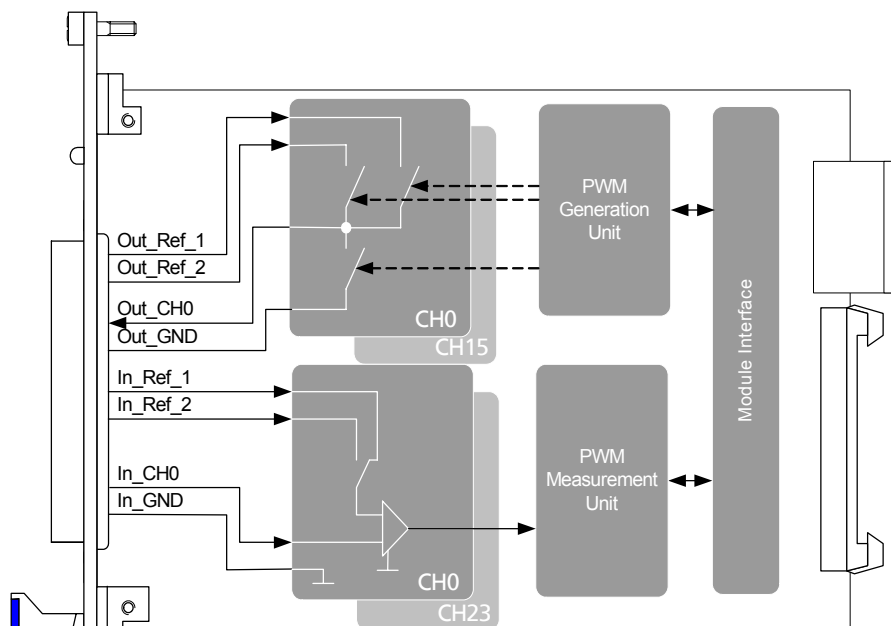 Out_Ref_1
Out_Ref_2
Out_CH0
Out_GND
CH0
CH15
PWM
Generation
Unit
In_Ref_1
In_Ref_2
In_CH0
In_GND
CH0
CH23
PWM
Measurement
Unit
Module Interface